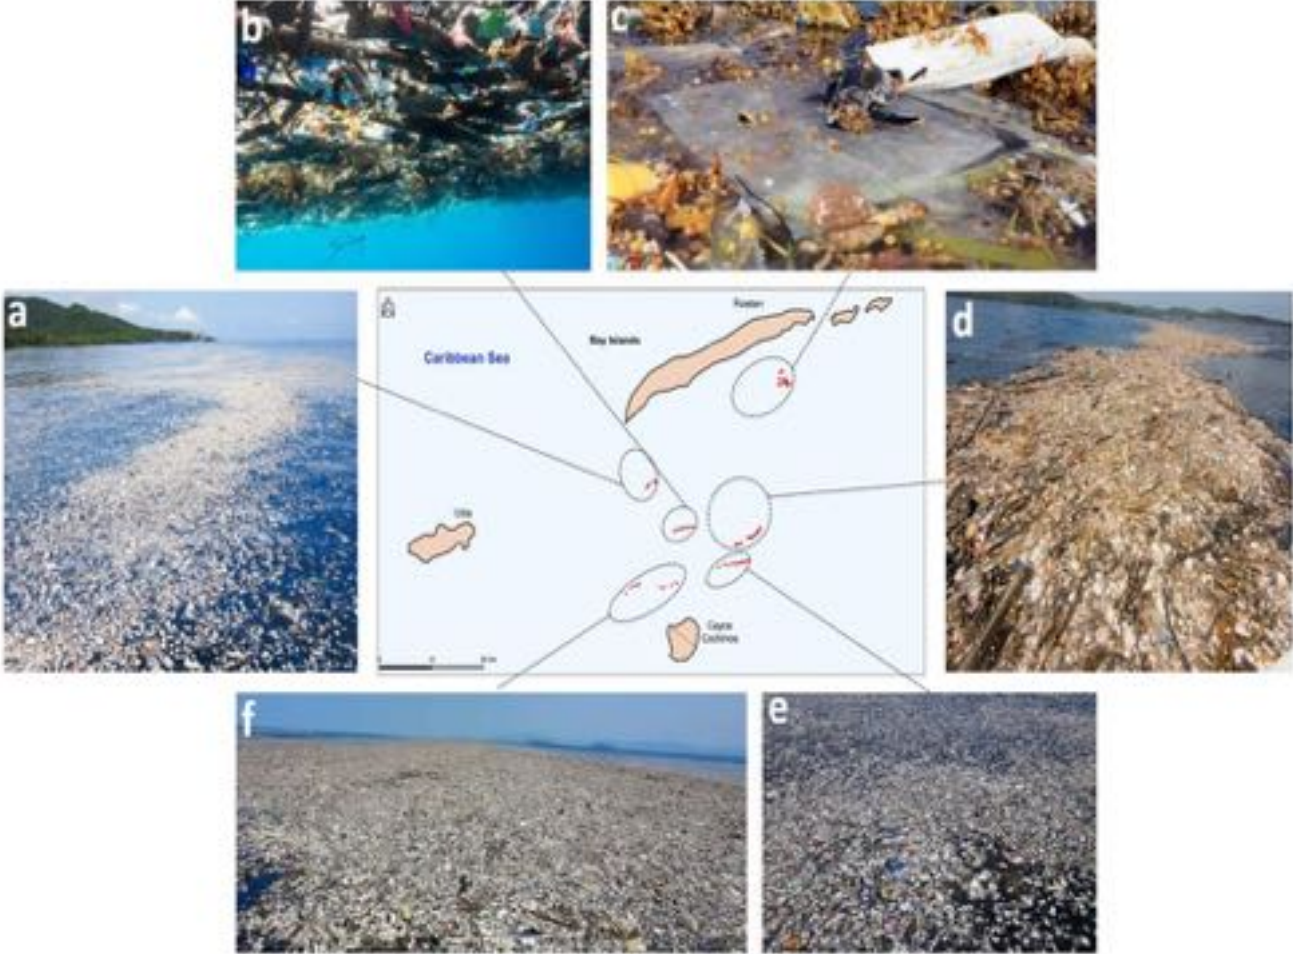 b
c
a
d
Roatan
Bay Islands
Caribbean Sea
Utila
Cayos
Cochinos
f
e